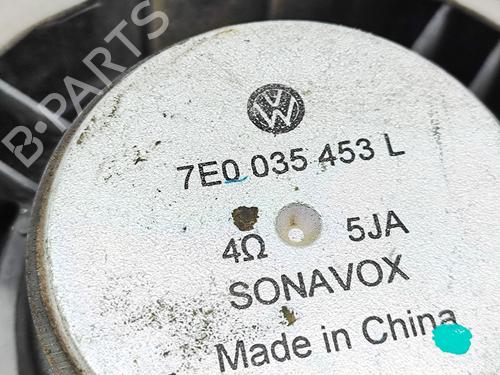 B-PARTS
VW
7E0 035 453 L
4Ω 5JA
SONAVOX
Made in China